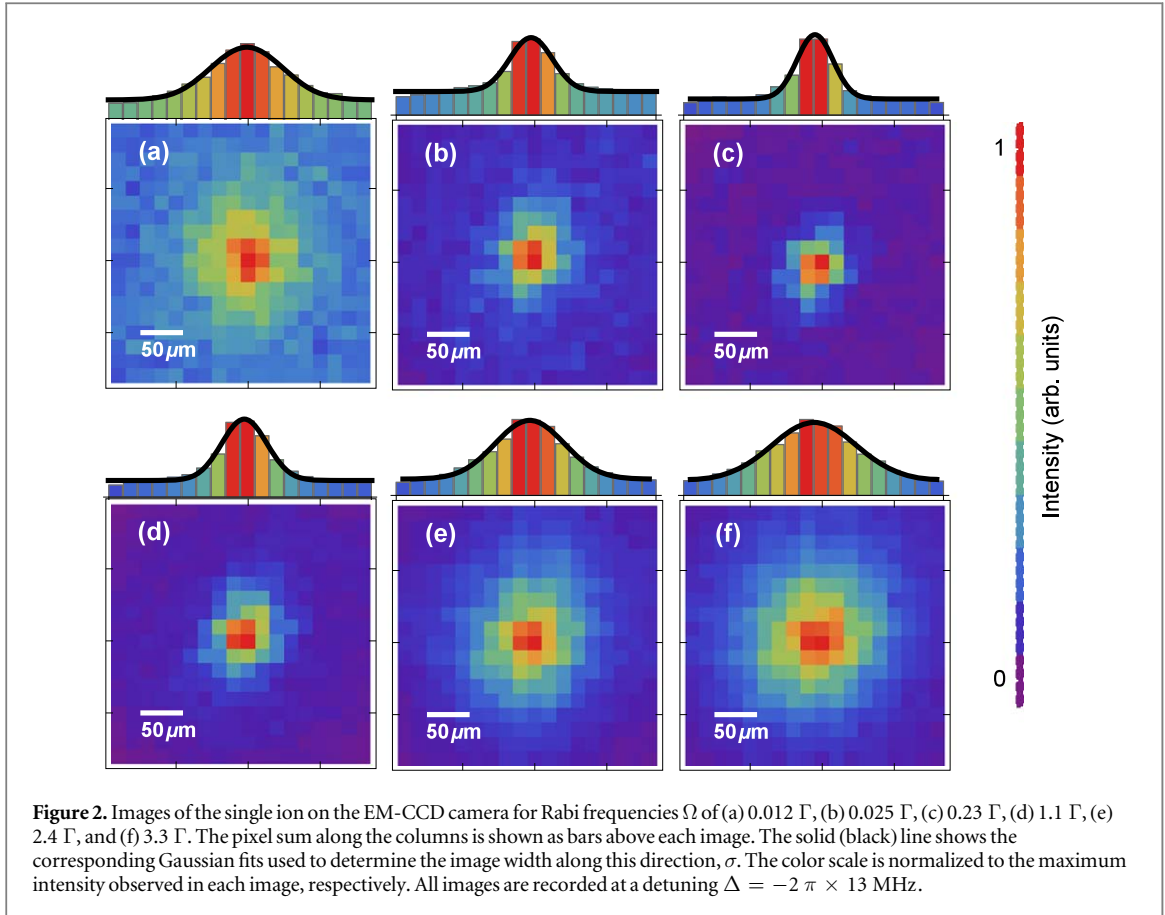 (a)
(b)
(c)
50 μm
50 μm
50 μm
(d)
(e)
(f)
50 μm
50 μm
50 μm
1
0
Intensity (arb. units)
Figure 2. Images of the single ion on the EM-CCD camera for Rabi frequencies Ω of (a) 0.012 Γ, (b) 0.025 Γ, (c) 0.23 Γ, (d) 1.1 Γ, (e)
2.4 Γ, and (f) 3.3 Γ. The pixel sum along the columns is shown as bars above each image. The solid (black) line shows the
corresponding Gaussian fits used to determine the image width along this direction, σ. The color scale is normalized to the maximum
intensity observed in each image, respectively. All images are recorded at a detuning Δ = −2 π × 13 MHz.